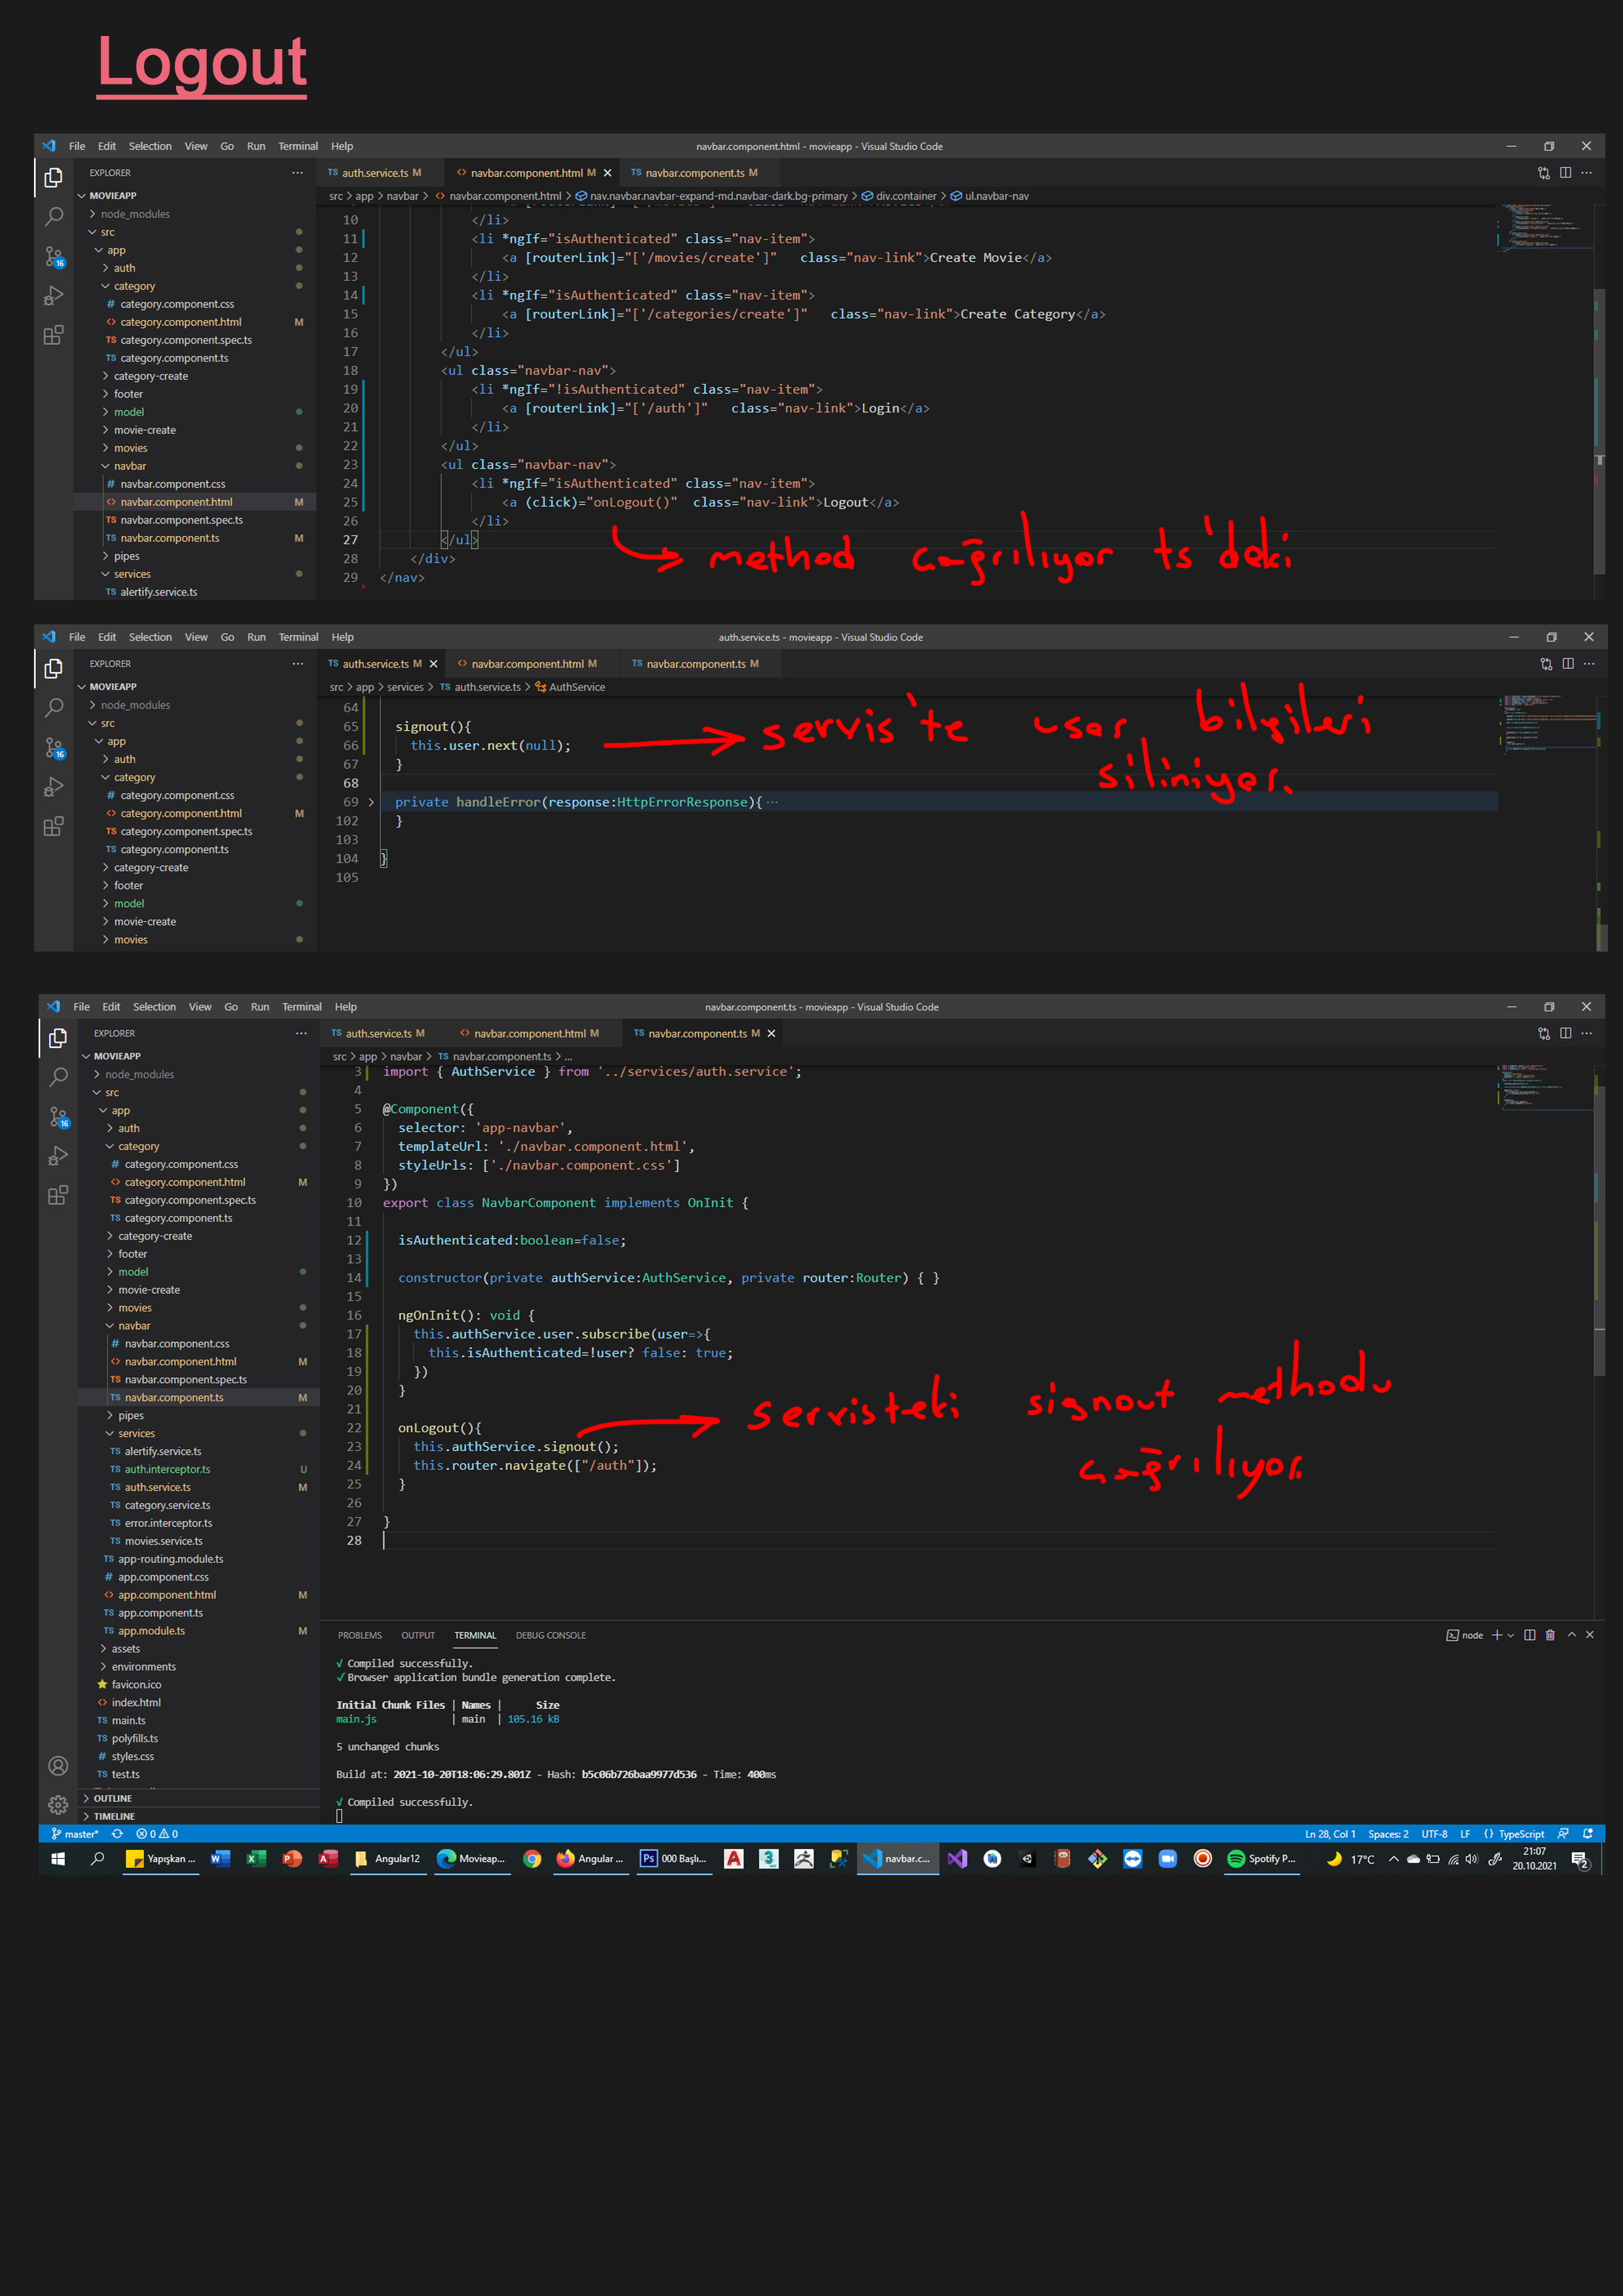 Logout
File Edit Selection View Go Run Terminal Help
navbar.component.html - movieapp - Visual Studio Code
EXPLORER
MOVIEAPP
node_modules
src
app
auth
category
category.component.css
category.component.html M
category.component.spec.ts
category.component.ts
category-create
footer
model
movie-create
movies
navbar
navbar.component.css
navbar.component.html M
navbar.component.spec.ts
navbar.component.ts M
pipes
services
alertify.service.ts
auth.service.ts M navbar.component.html M navbar.component.ts M
src > app > navbar > navbar.component.html > nav.navbar.navbar-expand-md.navbar-dark.bg-primary > div.container > ul.navbar-nav
10 </li>
11 <li *ngIf="isAuthenticated" class="nav-item">
12 <a [routerLink]="['/movies/create']" class="nav-link">Create Movie</a>
13 </li>
14 <li *ngIf="isAuthenticated" class="nav-item">
15 <a [routerLink]="['/categories/create']" class="nav-link">Create Category</a>
16 </li>
17 </ul>
18 <ul class="navbar-nav">
19 <li *ngIf="!isAuthenticated" class="nav-item">
20 <a [routerLink]="['/auth']" class="nav-link">Login</a>
21 </li>
22 </ul>
23 <ul class="navbar-nav">
24 <li *ngIf="isAuthenticated" class="nav-item">
25 <a (click)="onLogout()" class="nav-link">Logout</a>
26 </li>
27 </ul>
28 </div>
29 </nav>
method çağrılıyor ts'deki
File Edit Selection View Go Run Terminal Help
auth.service.ts - movieapp - Visual Studio Code
EXPLORER
MOVIEAPP
node_modules
src
app
auth
category
category.component.css
category.component.html M
category.component.spec.ts
category.component.ts
category-create
footer
model
movie-create
movies
auth.service.ts M navbar.component.html M navbar.component.ts M
src > app > services > TS auth.service.ts > AuthService
64
65 signout(){
66 this.user.next(null);
67 }
68
69 private handleError(response:HttpErrorResponse){ ...
102 }
103
104 }
105
servis'te user bilgileri
siliniyor.
File Edit Selection View Go Run Terminal Help
navbar.component.ts - movieapp - Visual Studio Code
EXPLORER
MOVIEAPP
node_modules
src
app
auth
category
category.component.css
category.component.html M
category.component.spec.ts
category.component.ts
category-create
footer
model
movie-create
movies
navbar
navbar.component.css
navbar.component.html M
navbar.component.spec.ts
navbar.component.ts M
pipes
services
alertify.service.ts
auth.interceptor.ts U
auth.service.ts M
category.service.ts
error.interceptor.ts
movies.service.ts
app-routing.module.ts
app.component.css
app.component.html M
app.component.ts
app.module.ts M
assets
environments
favicon.ico
index.html
main.ts
polyfills.ts
styles.css
test.ts
OUTLINE
TIMELINE
TS auth.service.ts M navbar.component.html M TS navbar.component.ts M
src > app > navbar > TS navbar.component.ts > ...
3 import { AuthService } from '../services/auth.service';
4
5 @Component({
6 selector: 'app-navbar',
7 templateUrl: './navbar.component.html',
8 styleUrls: ['./navbar.component.css']
9 })
10 export class NavbarComponent implements OnInit {
11
12 isAuthenticated:boolean=false;
13
14 constructor(private authService:AuthService, private router:Router) { }
15
16 ngOnInit(): void {
17 this.authService.user.subscribe(user=>{
18 this.isAuthenticated=!user? false: true;
19 })
20 }
21
22 onLogout(){
23 this.authService.signout();
24 this.router.navigate(["/auth"]);
25 }
26
27 }
28
servisteki signout methodu
çağrılıyor.
PROBLEMS OUTPUT TERMINAL DEBUG CONSOLE
node
√ Compiled successfully.
√ Browser application bundle generation complete.
Initial Chunk Files | Names | Size
main.js | main | 105.16 kB
5 unchanged chunks
Build at: 2021-10-20T18:06:29.801Z - Hash: b5c06b726baa9977d536 - Time: 400ms
√ Compiled successfully.
master* 0 0 Ln 28, Col 1 Spaces: 2 UTF-8 LF {} TypeScript
Yapışkan ... Angular12 Movieap... Angular ... 000 Başlı... navbar.c... Spotify P... 17°C 21:07
20.10.2021 2